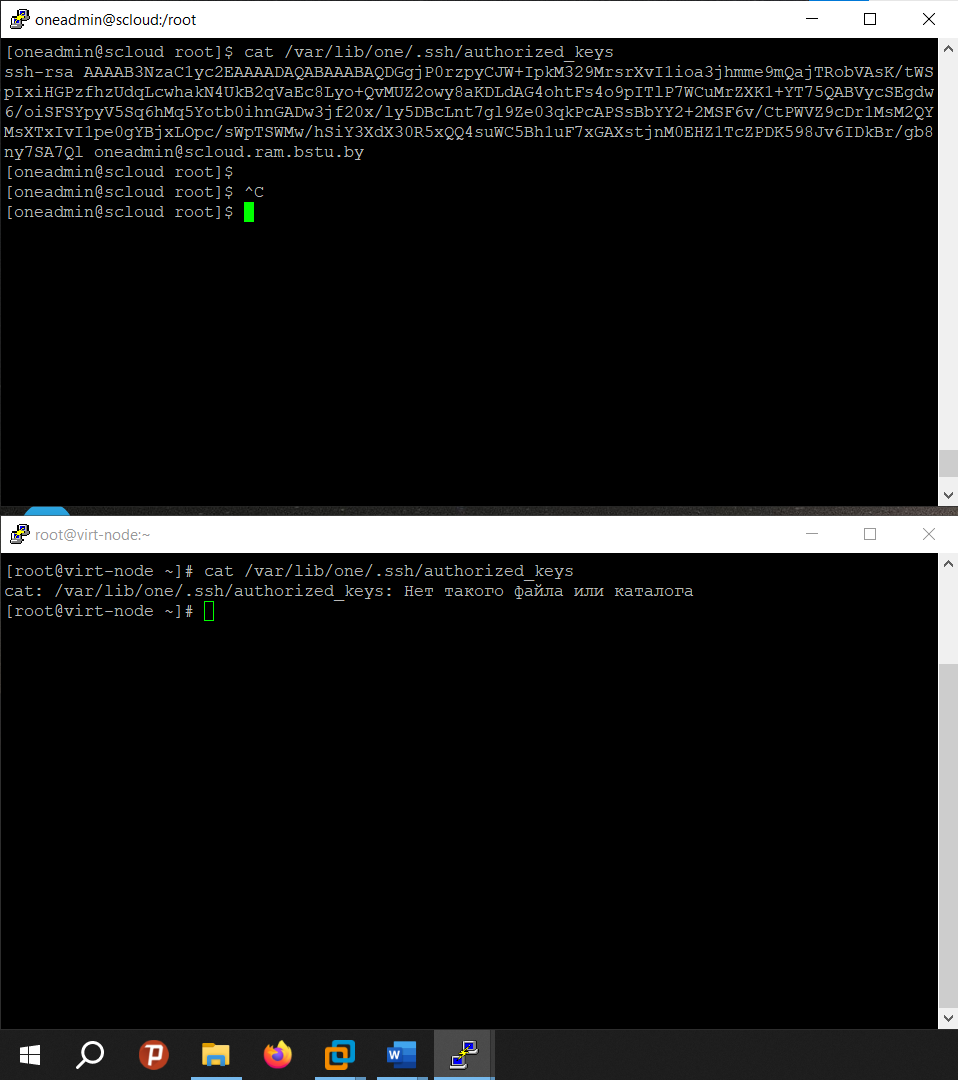 oneadmin@scloud:/root
[oneadmin@scloud root]$ cat /var/lib/one/.ssh/authorized_keys
ssh-rsa AAAAB3NzaC1yc2EAAAADAQABAAABAQDGgjP0rzpyCJW+IpkM329MrsrXvI1ioa3jhmme9mQajTRobVAsK/tWS
pIxiHGPzfhzUdqLcwhakN4UkB2qVaEc8Lyo+QvMUZ2owy8aKDLdAG4ohtFs4o9pITlP7WCuMrZXK1+YT75QABVycSEgdw
6/oiSFSYpyV5Sq6hMq5Yotb0ihnGADw3jf20x/ly5DBcLnt7gl9Ze03qkPcAPSsBbYY2+2MSF6v/CtPWVZ9cDrlMsM2QY
MsXTxIvI1pe0gYBjxLOpc/sWpTSWMw/hSiY3XdX30R5xQQ4suWC5Bh1uF7xGAXstjnM0EHZ1TcZPDK598Jv6IDkBr/gb8
ny7SA7Ql oneadmin@scloud.ram.bstu.by
[oneadmin@scloud root]$
[oneadmin@scloud root]$ ^C
[oneadmin@scloud root]$
root@virt-node:~
[root@virt-node ~]# cat /var/lib/one/.ssh/authorized_keys
cat: /var/lib/one/.ssh/authorized_keys: Нет такого файла или каталога
[root@virt-node ~]#